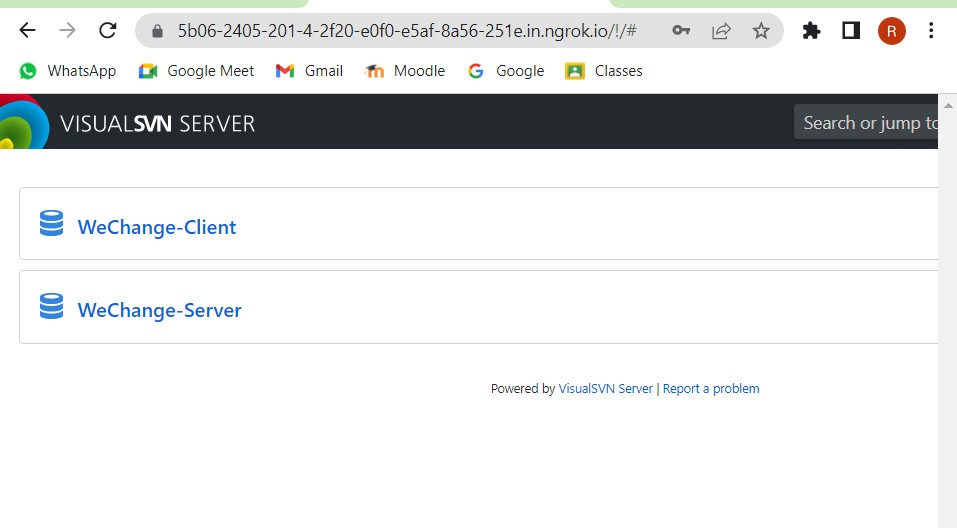 5b06-2405-201-4-2f20-e0f0-e5af-8a56-251e.in.ngrok.io/!/#
R
WhatsApp Google Meet Gmail Moodle Google Classes
VISUALSVN SERVER
Search or jump to
WeChange-Client
WeChange-Server
Powered by VisualSVN Server | Report a problem